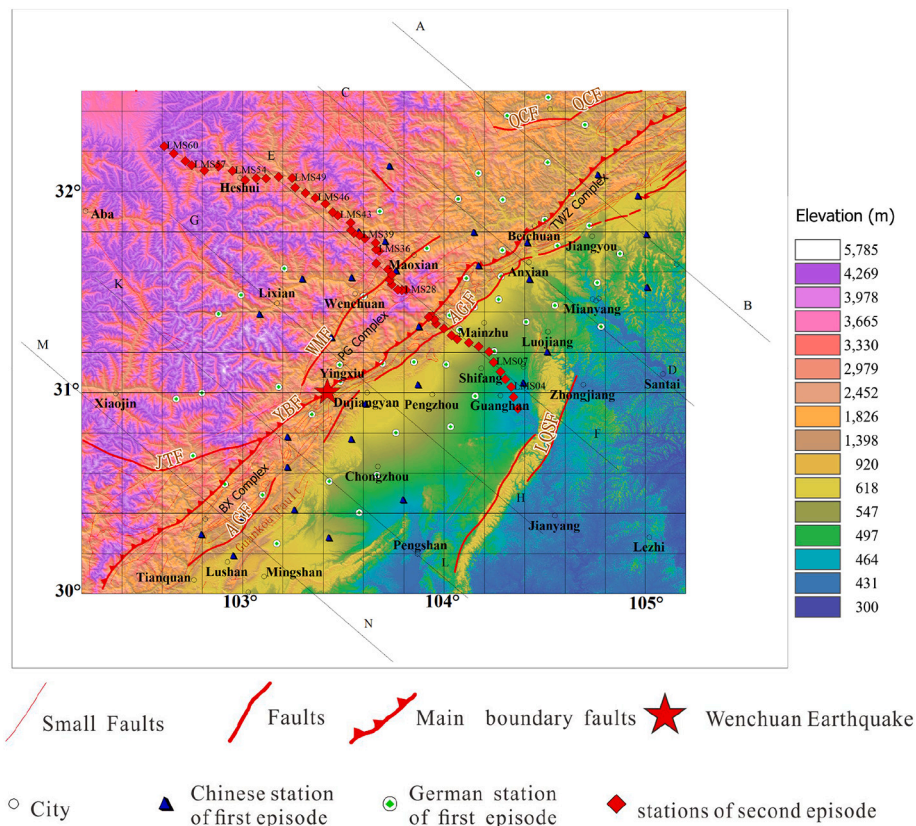 A
C
QCF
QCF
LMS60
LMS57
E
LMS54
LMS49
Heshui
LMS46
TWZ Complex
32°
Aba
G
LMS43
LMS39
LMS36
Beichuan
Jiangyou
Maoxian
Anxian
K
Lixian
LMS28
Wenchuan
AGF
Mianyang
B
WMF
PG Complex
Mainzhu
Luojiang
M
Yingxiu
LMS07
Shifang
D
31°
LMS04
Santai
Xiaojin
Dujiangyan
Pengzhou
Guanghan
Zhongjiang
YBF
JTF
LQSF
F
BX Complex
Chongzhou
AGF
Guankou Fault
H
Jianyang
Pengshan
Lezhi
L
Tianquan
Lushan
Mingshan
30°
103°
104°
105°
N
Elevation (m)
5,785
4,269
3,978
3,665
3,330
2,979
2,452
1,826
1,398
920
618
547
497
464
431
300
Small Faults
Faults
Main boundary faults
Wenchuan Earthquake
City
Chinese station
of first episode
German station
of first episode
stations of second episode